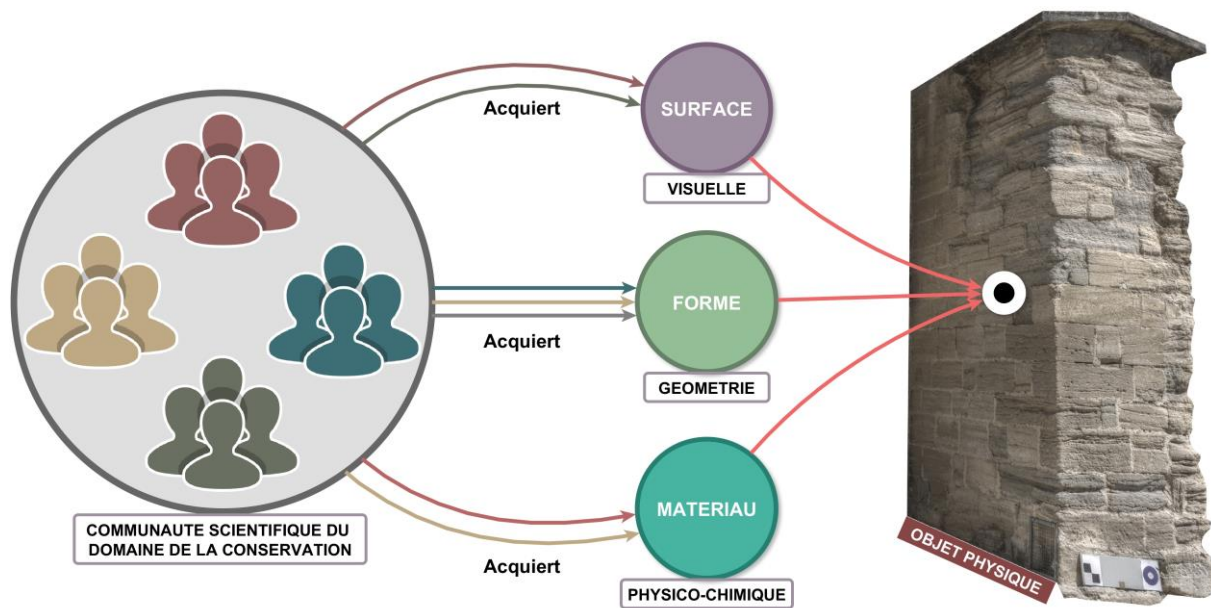 Acquiert
SURFACE
VISUELLE
Acquiert
FORME
GEOMETRIE
Acquiert
MATERIAU
PHYSICO-CHIMIQUE
COMMUNAUTE SCIENTIFIQUE DU
DOMAINE DE LA CONSERVATION
OBJET PHYSIQUE